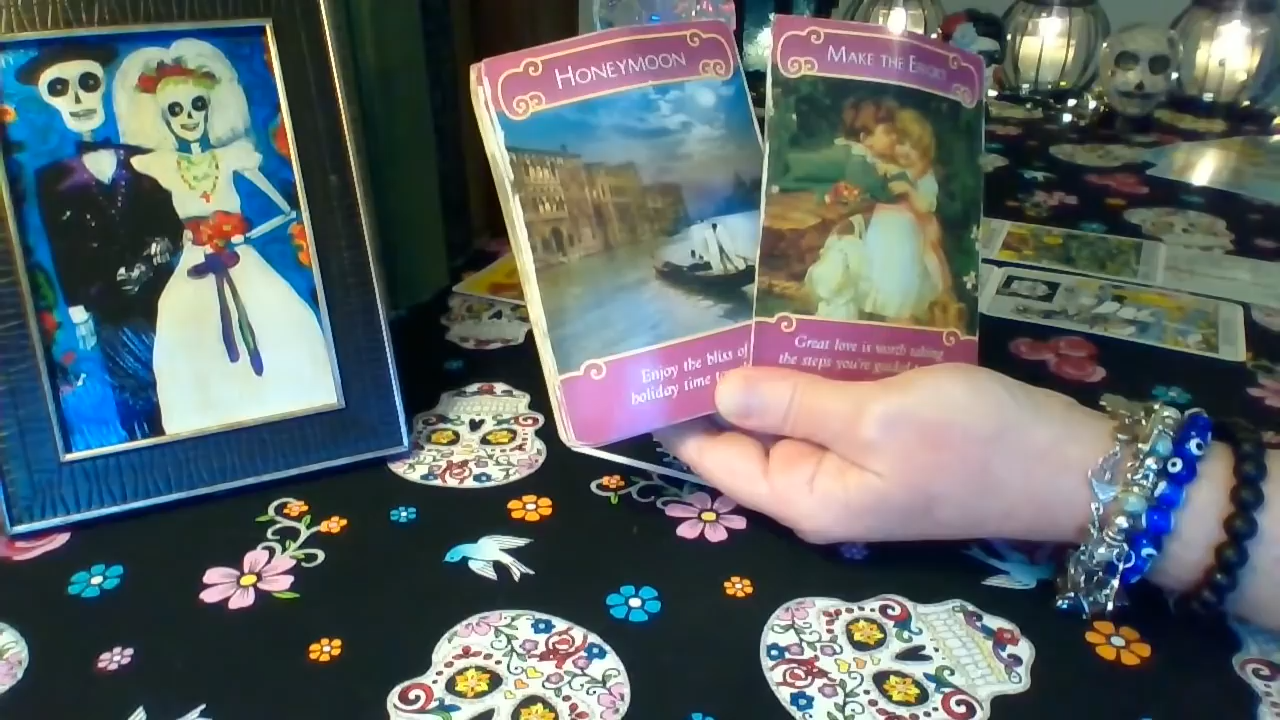 HONEYMOON
Enjoy the bliss of
holiday time
MAKE THE EFFORT
Great love is worth taking
the steps you're guided